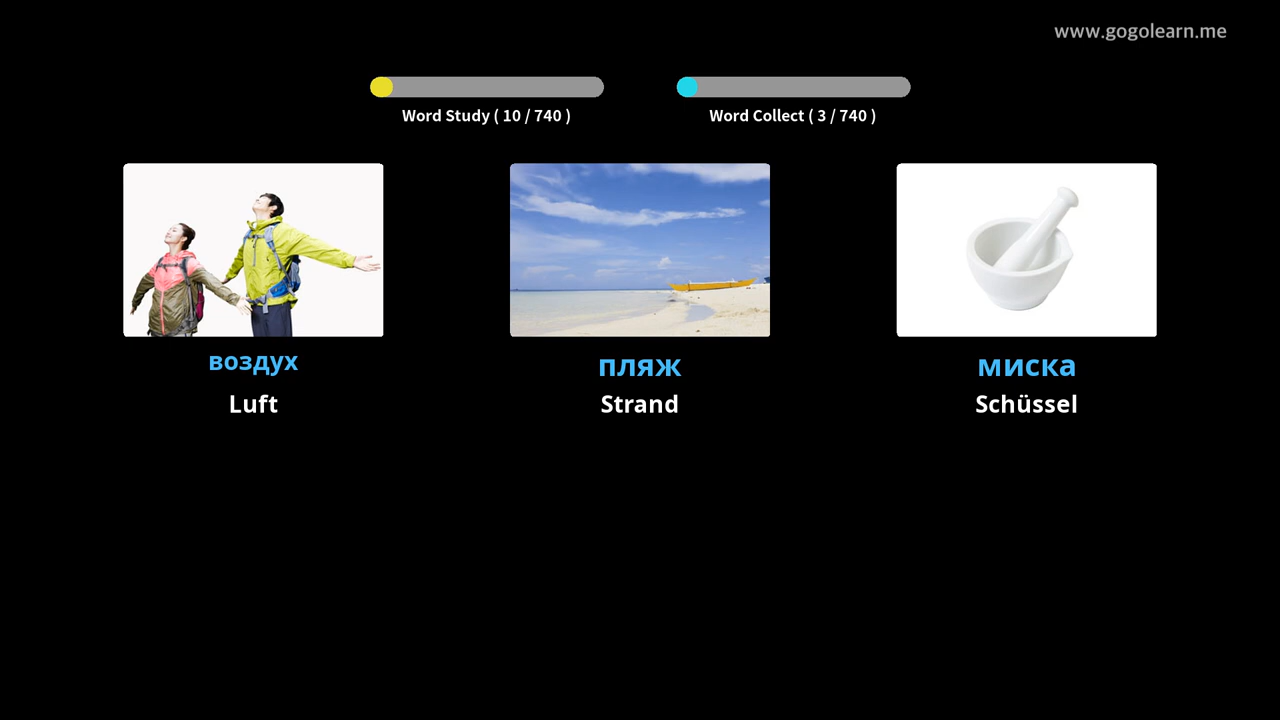 www.gogolearn.me
Word Study ( 10 / 740 )
Word Collect ( 3 / 740 )
воздух
Luft
пляж
Strand
миска
Schüssel